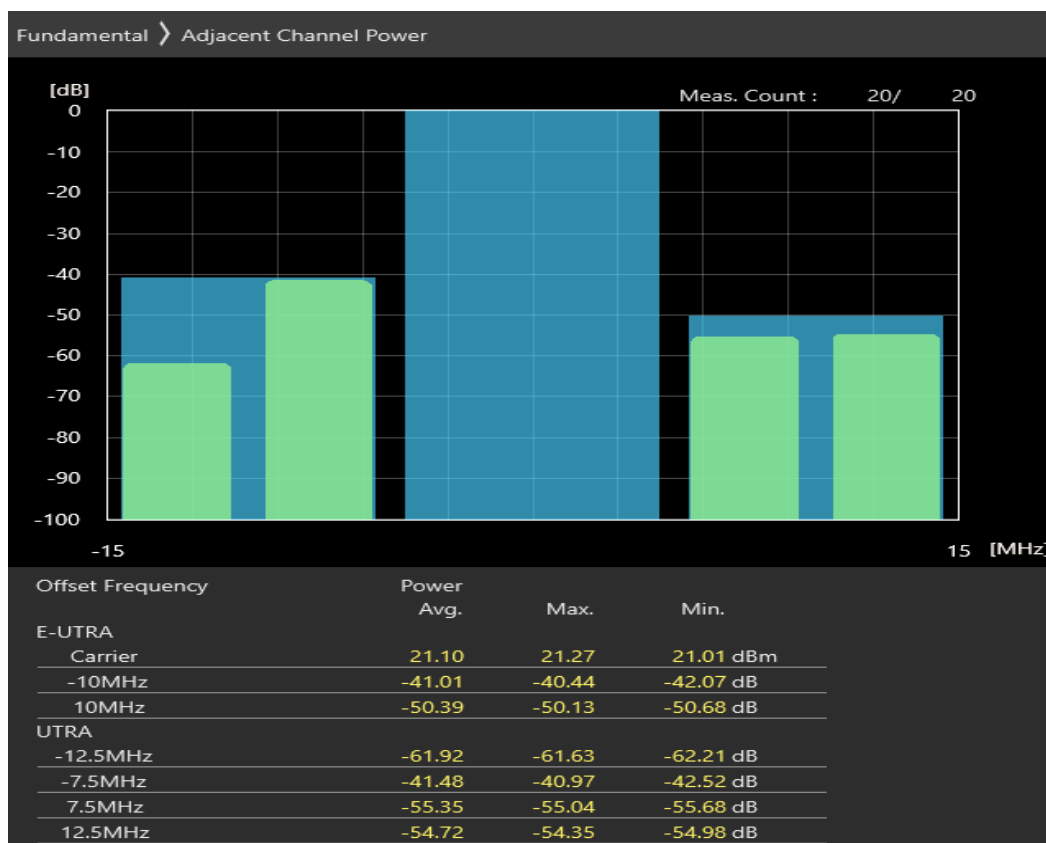 Fundamental 〉 Adjacent Channel Power
[dB]
Meas. Count : 20/ 20
0
-10
-20
-30
-40
-50
-60
-70
-80
-90
-100
-15 15 [MHz]
Offset Frequency Power
Avg. Max. Min.
E-UTRA
Carrier 21.10 21.27 21.01 dBm
-10MHz -41.01 -40.44 -42.07 dB
10MHz -50.39 -50.13 -50.68 dB
UTRA
-12.5MHz -61.92 -61.63 -62.21 dB
-7.5MHz -41.48 -40.97 -42.52 dB
7.5MHz -55.35 -55.04 -55.68 dB
12.5MHz -54.72 -54.35 -54.98 dB